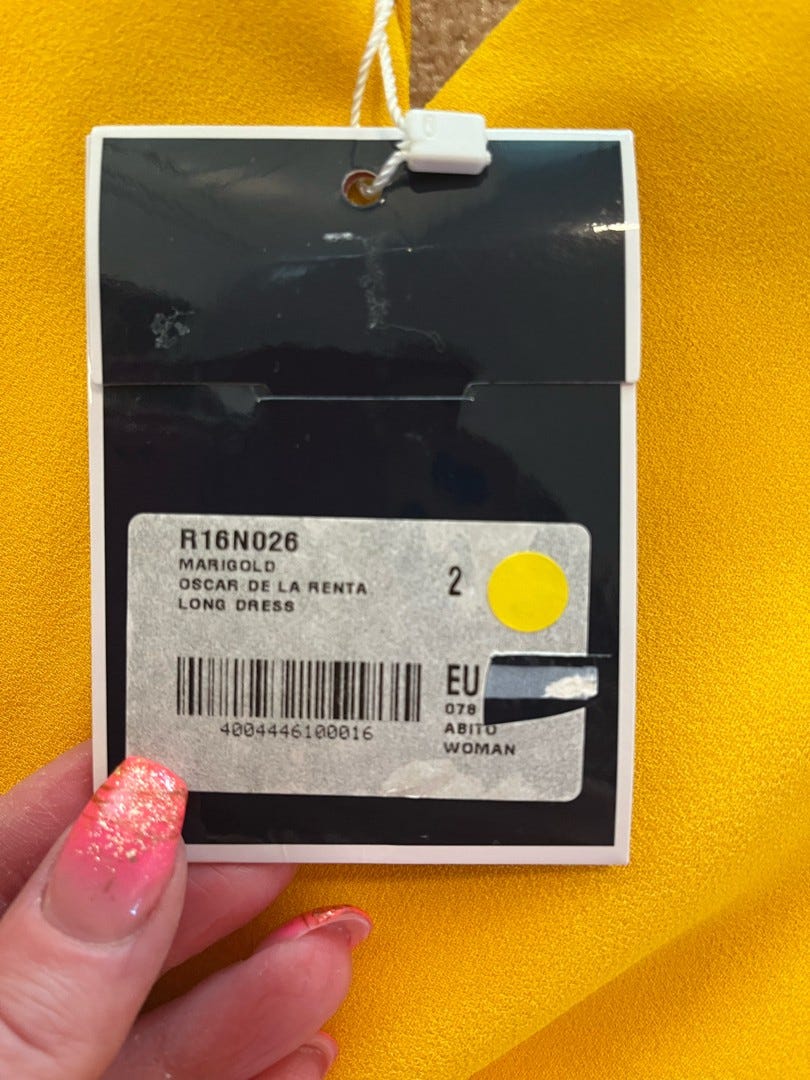 R16N026
MARIGOLD
OSCAR DE LA RENTA
LONG DRESS
2
4004446100016
EU
078
ABITO
WOMAN